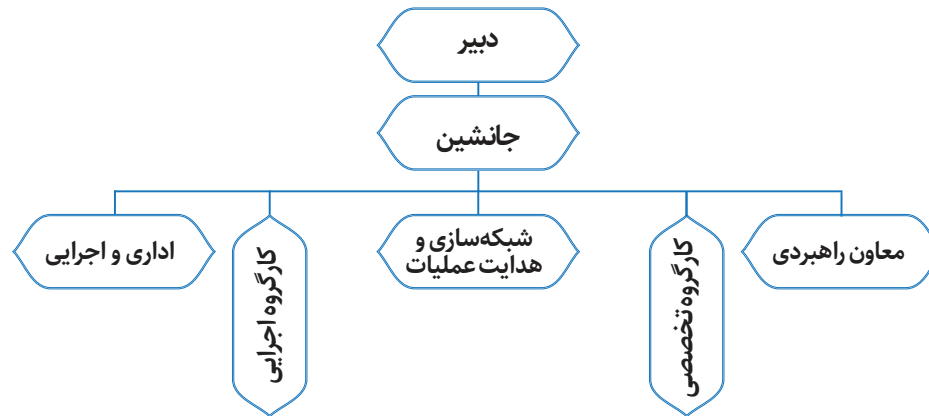 دبیر
جانشین
معاون راهبردی
کارگروه تخصصی
شبکه‌سازی و
هدایت عملیات
کارگروه اجرایی
اداری و اجرایی